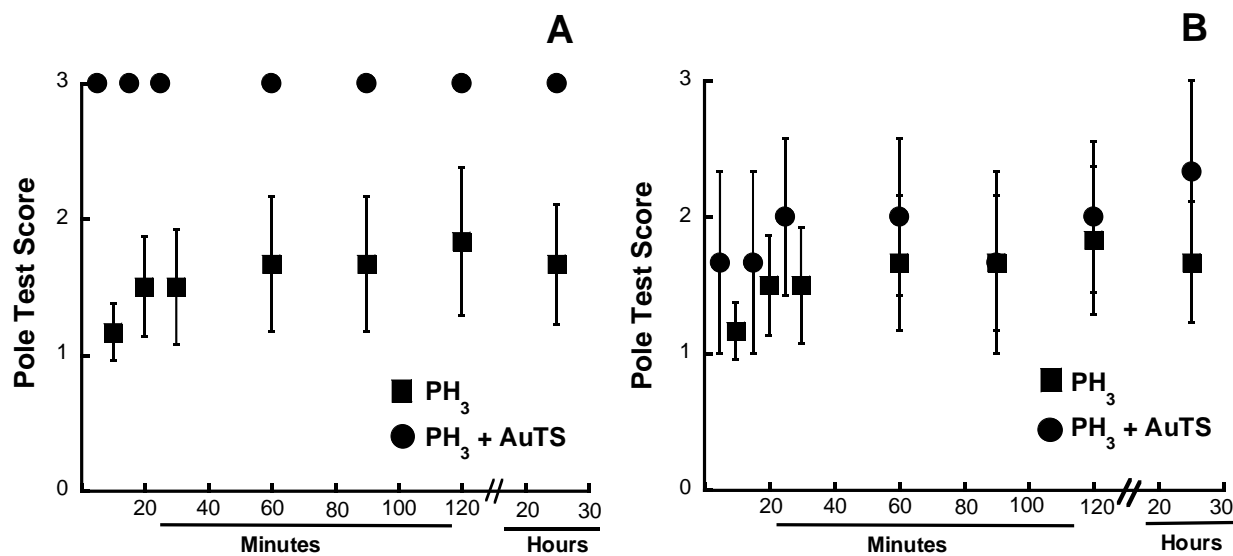 A
3
2
1
0
Pole Test Score
PH3
PH3 + AuTS
20 40 60 80 100 120 20 30
Minutes Hours
B
3
2
1
0
Pole Test Score
PH3
PH3 + AuTS
20 40 60 80 100 120 20 30
Minutes Hours